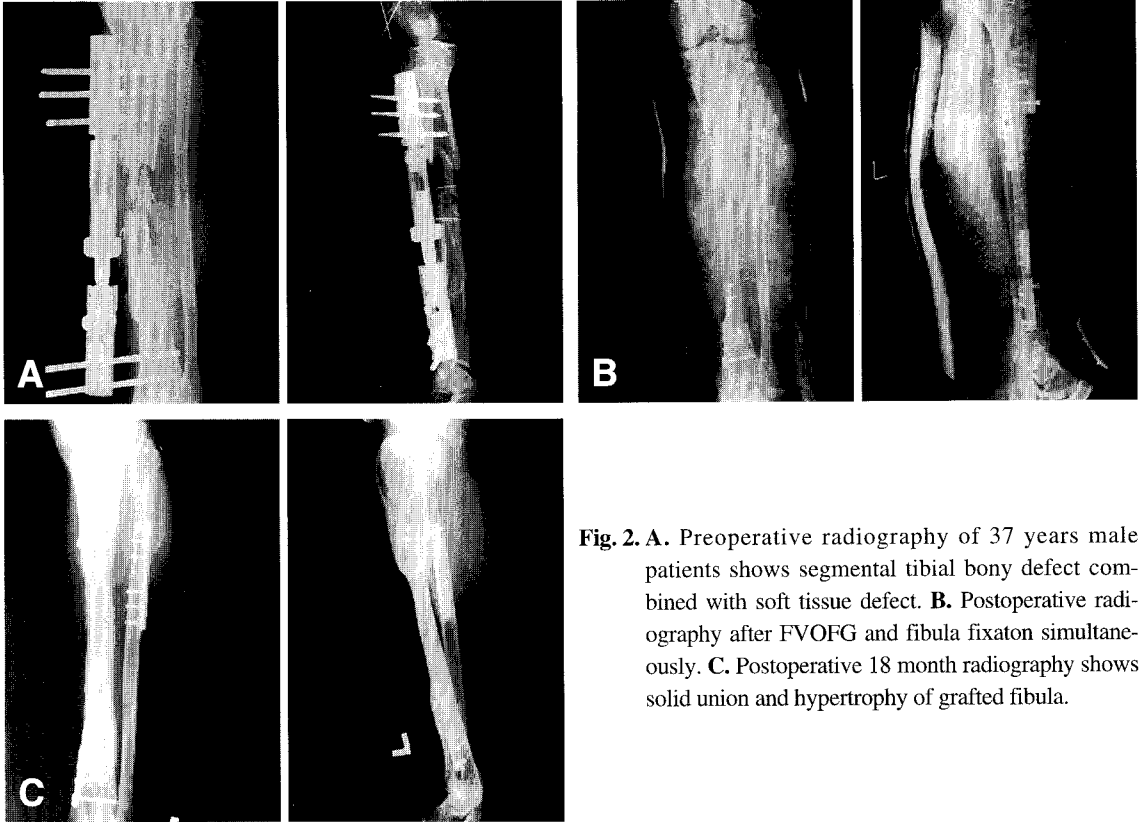 A
B
C
L
Fig. 2. A. Preoperative radiography of 37 years male
patients shows segmental tibial bony defect com-
bined with soft tissue defect. B. Postoperative radi-
ography after FVOFG and fibula fixaton simultane-
ously. C. Postoperative 18 month radiography shows
solid union and hypertrophy of grafted fibula.